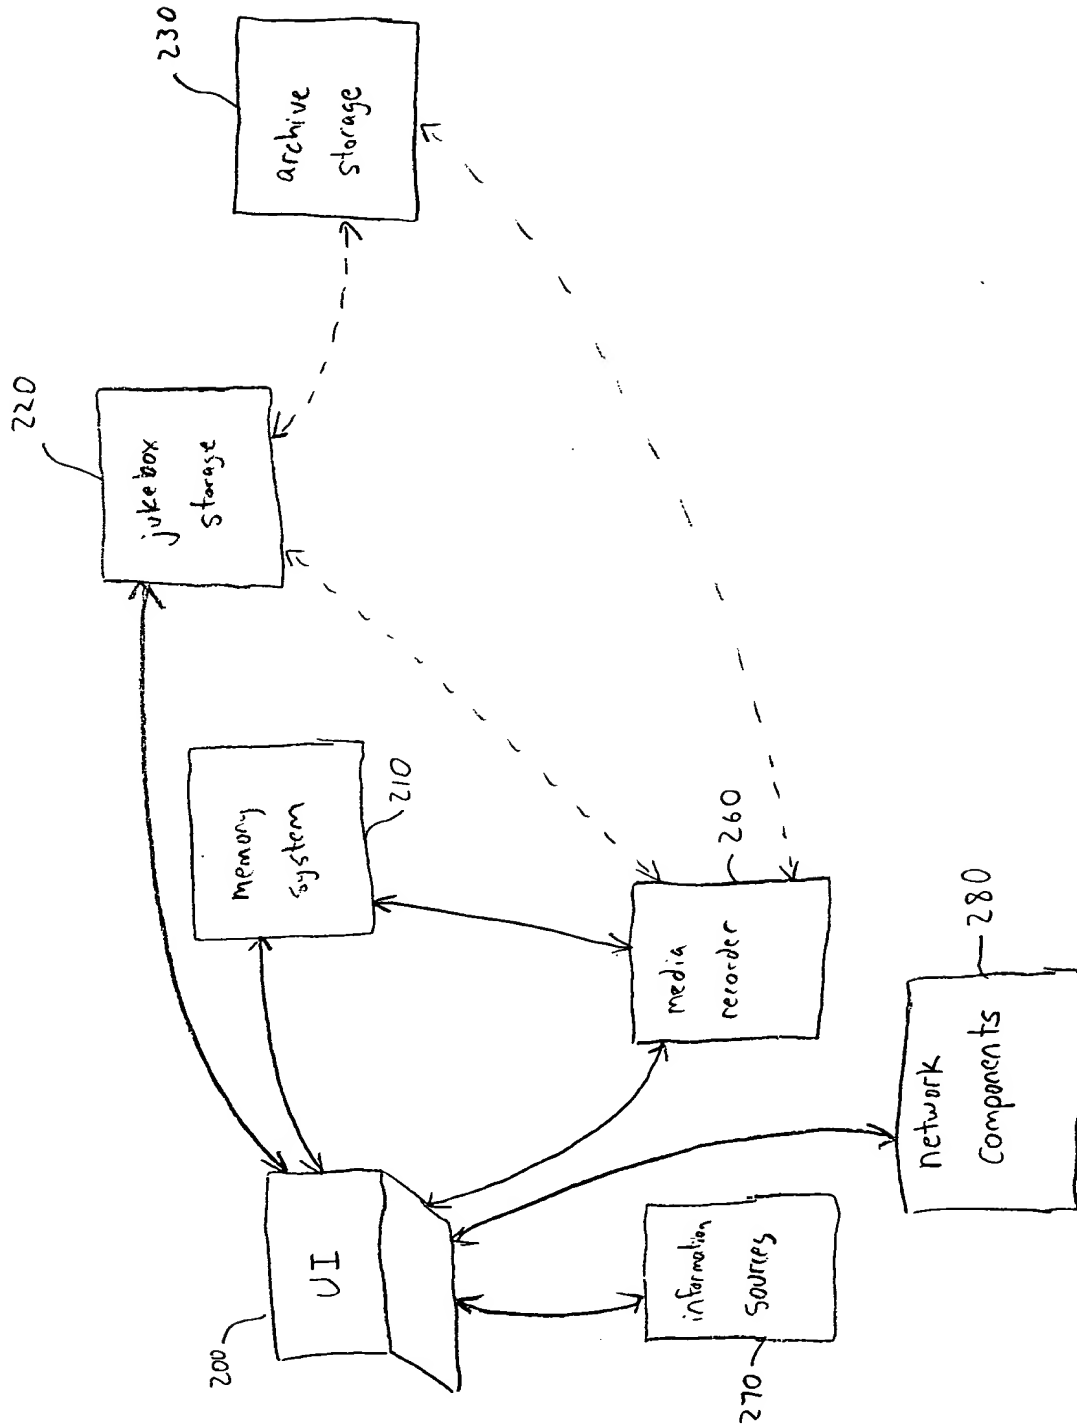 220
jukebox
storage
230
archive
storage
200
UI
memory
system
210
information
sources
270
media
recorder
260
network
components
280